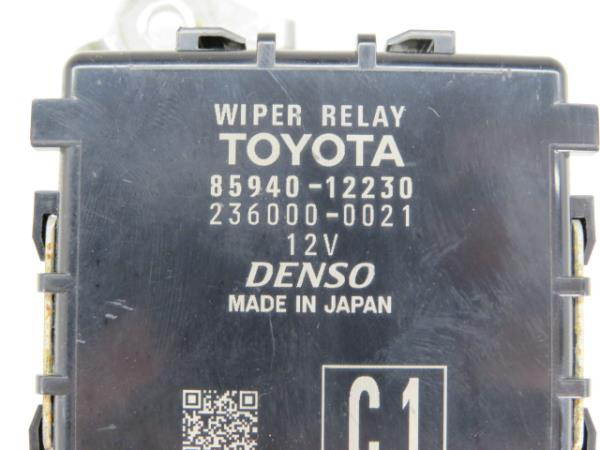 WIPER RELAY
TOYOTA
85940-12230
236000-0021
12V
DENSO
MADE IN JAPAN
C1